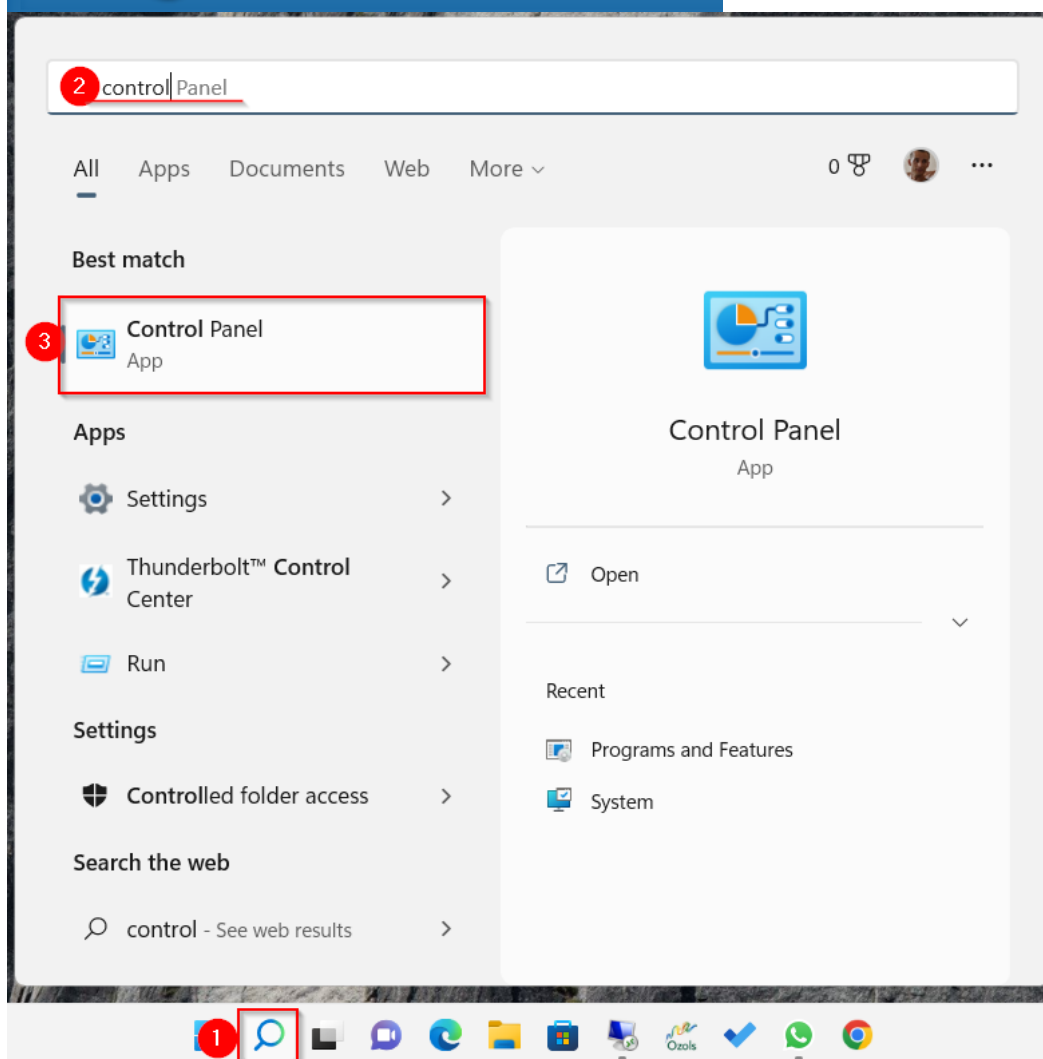 2 control Panel
All Apps Documents Web More 0 ...
Best match
3 Control Panel
App
Apps
Settings
Thunderbolt™ Control
Center
Run
Settings
Controlled folder access
Search the web
control - See web results
Control Panel
App
Open
Recent
Programs and Features
System
1 Ozols